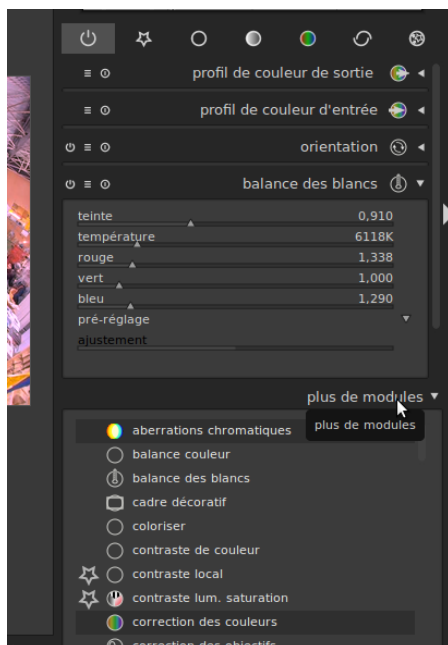 profil de couleur de sortie
profil de couleur d'entrée
orientation
balance des blancs
teinte 0,910
température 6118K
rouge 1,338
vert 1,000
bleu 1,290
pré-réglage
ajustement
plus de modules
plus de modules
aberrations chromatiques
balance couleur
balance des blancs
cadre décoratif
coloriser
contraste de couleur
contraste local
contraste lum. saturation
correction des couleurs
correction des objectifs